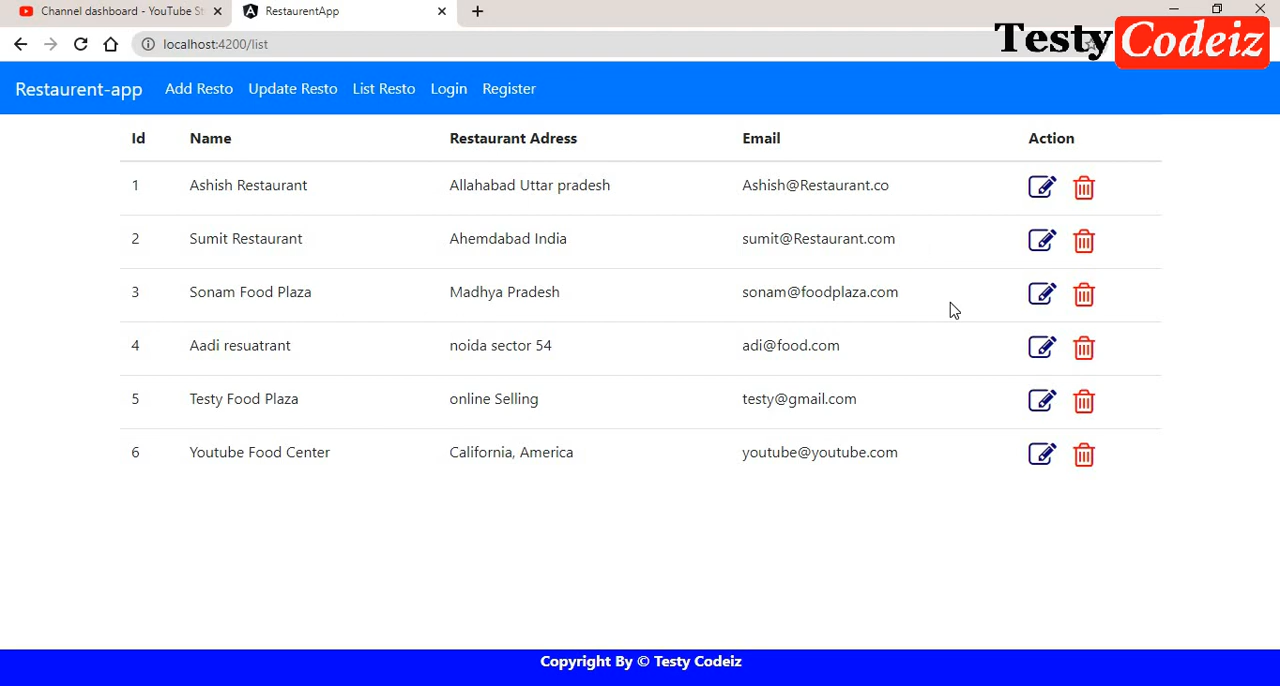 Channel dashboard - YouTube St
RestaurentApp
localhost:4200/list
Testy Codeiz
Restaurent-app Add Resto Update Resto List Resto Login Register
Id Name Restaurant Adress Email Action
1 Ashish Restaurant Allahabad Uttar pradesh Ashish@Restaurant.co
2 Sumit Restaurant Ahemdabad India sumit@Restaurant.com
3 Sonam Food Plaza Madhya Pradesh sonam@foodplaza.com
4 Aadi resuatrant noida sector 54 adi@food.com
5 Testy Food Plaza online Selling testy@gmail.com
6 Youtube Food Center California, America youtube@youtube.com
Copyright By © Testy Codeiz